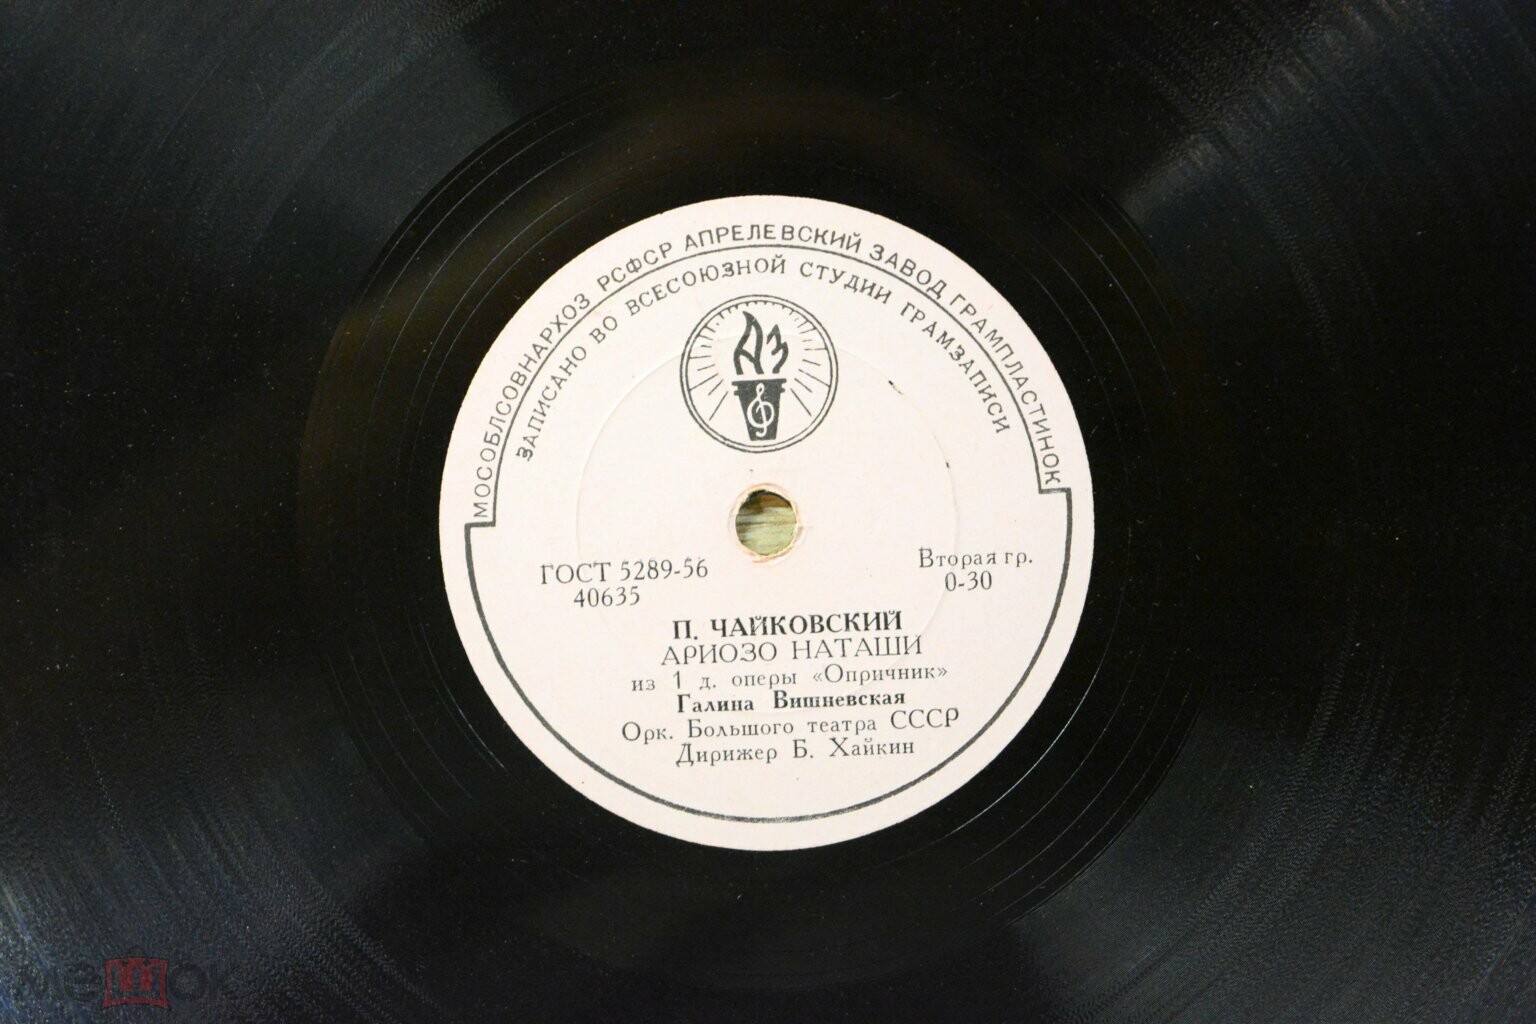 МОСОБЛСОВНАРХОЗ РСФСР АПРЕЛЕВСКИЙ ЗАВОД ГРАМПЛАСТИНОК
ЗАПИСАНО ВО ВСЕСОЮЗНОЙ СТУДИИ ГРАМЗАПИСИ
АЗ
ГОСТ 5289-56
40635
Вторая гр.
0-30
П. ЧАЙКОВСКИЙ
АРИОЗО НАТАШИ
из 1 д. оперы «Опричник»
Галина Вишневская
Орк. Большого театра СССР
Дирижер Б. Хайкин
мешок